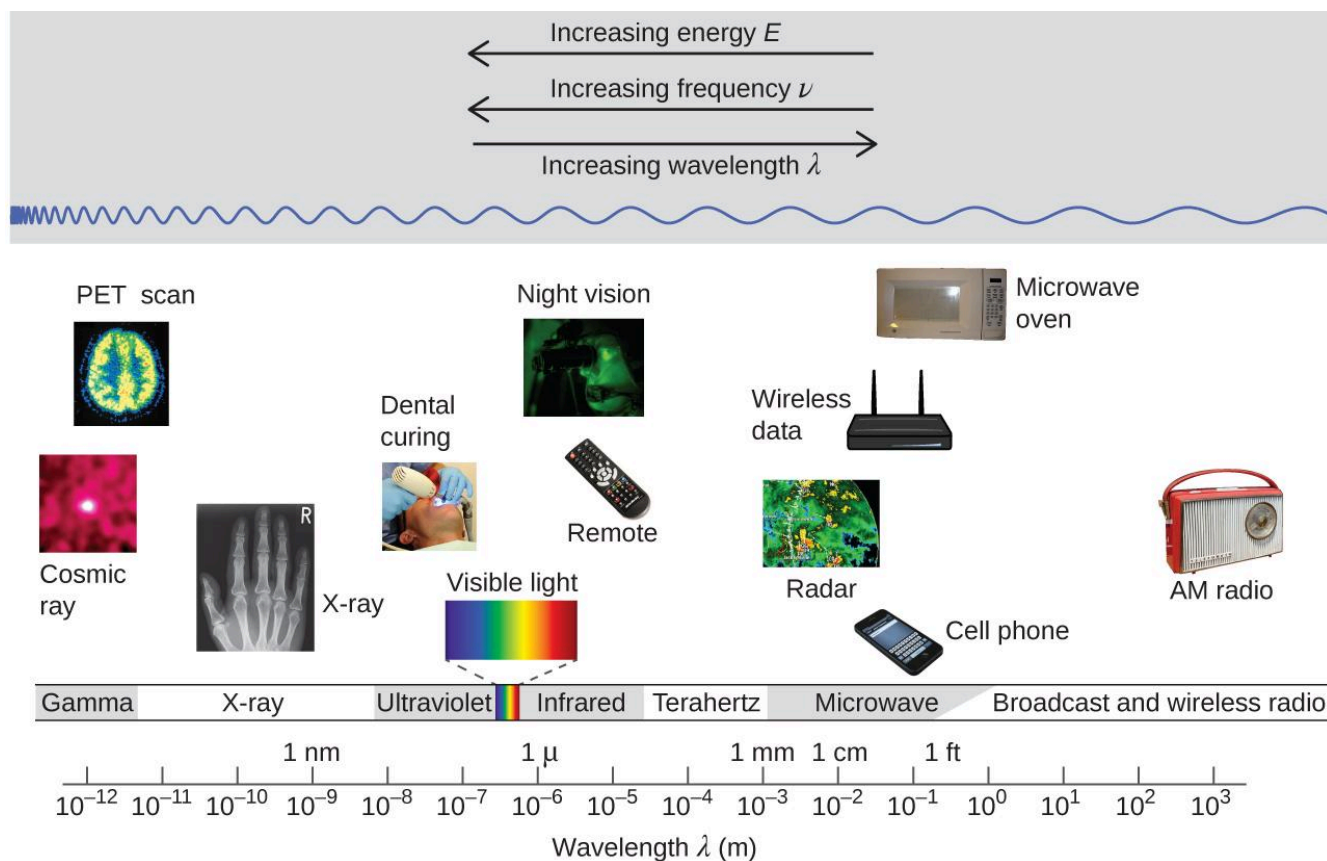 Increasing energy E
Increasing frequency ν
Increasing wavelength λ
PET scan
Night vision
Microwave
oven
Dental
curing
Wireless
data
Remote
R
Cosmic
ray
X-ray
Visible light
Radar
AM radio
Cell phone
Gamma
X-ray
Ultraviolet
Infrared
Terahertz
Microwave
Broadcast and wireless radio
1 nm
1 µ
1 mm
1 cm
1 ft
10⁻¹² 10⁻¹¹ 10⁻¹⁰ 10⁻⁹ 10⁻⁸ 10⁻⁷ 10⁻⁶ 10⁻⁵ 10⁻⁴ 10⁻³ 10⁻² 10⁻¹ 10⁰ 10¹ 10² 10³
Wavelength λ (m)